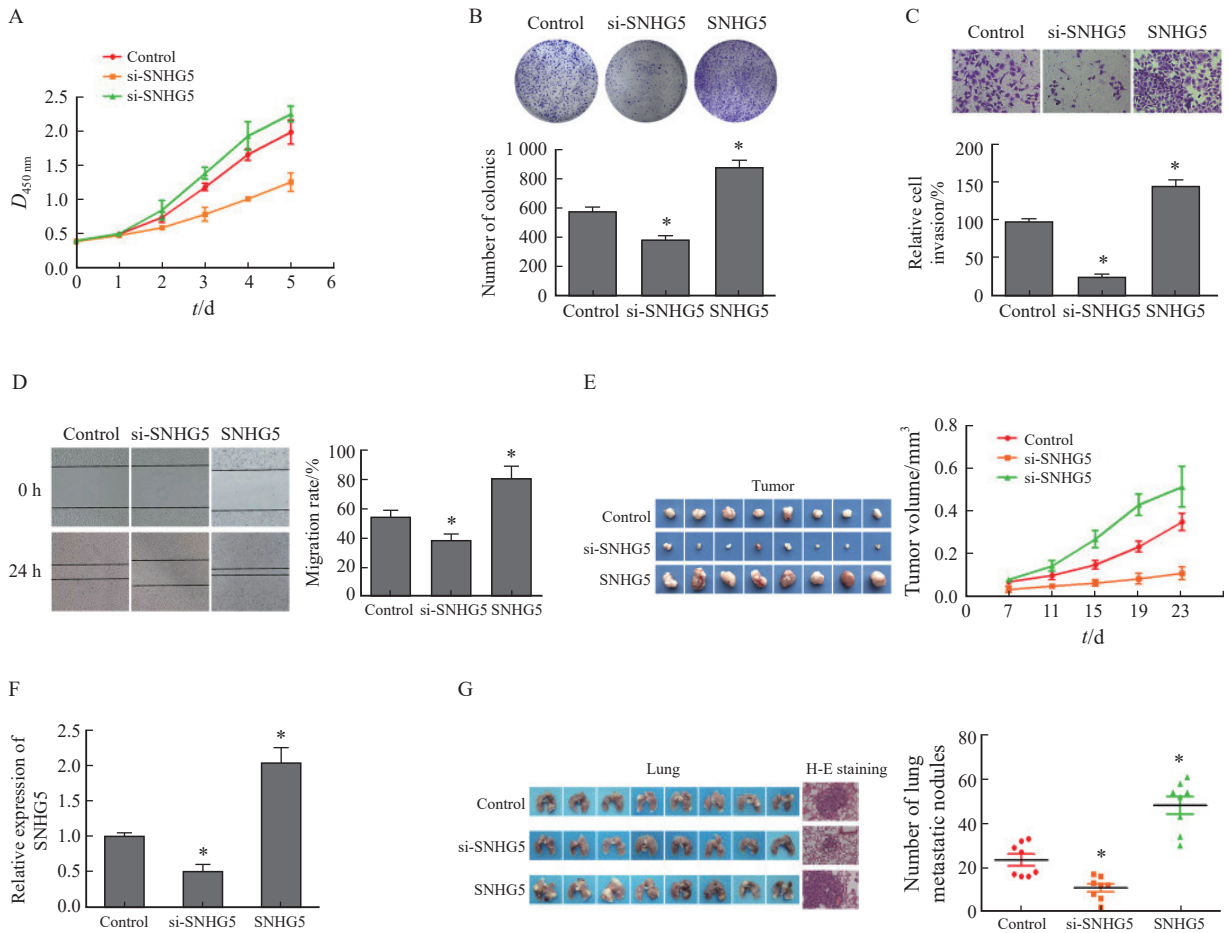 A
Control
si-SNHG5
si-SNHG5
D450 nm
2.5
2.0
1.5
1.0
0.5
0.0
0 1 2 3 4 5 6
t/d
B
Control si-SNHG5 SNHG5
Number of colonics
1 000
800
600
400
200
0
*
*
Control si-SNHG5 SNHG5
C
Control si-SNHG5 SNHG5
Relative cell
invasion/%
200
150
100
50
0
*
*
Control si-SNHG5 SNHG5
D
Control si-SNHG5 SNHG5
0 h
24 h
Migration rate/%
100
80
60
40
20
0
*
*
Control si-SNHG5 SNHG5
E
Tumor
Control
si-SNHG5
SNHG5
Control
si-SNHG5
si-SNHG5
Tumor volume/mm3
0.8
0.6
0.4
0.2
0.0
0 7 11 15 19 23
t/d
F
Relative expression of
SNHG5
2.5
2.0
1.5
1.0
0.5
0.0
*
*
Control si-SNHG5 SNHG5
G
Lung H-E staining
Control
si-SNHG5
SNHG5
Number of lung
metastatic nodules
80
60
40
20
0
*
*
Control si-SNHG5 SNHG5